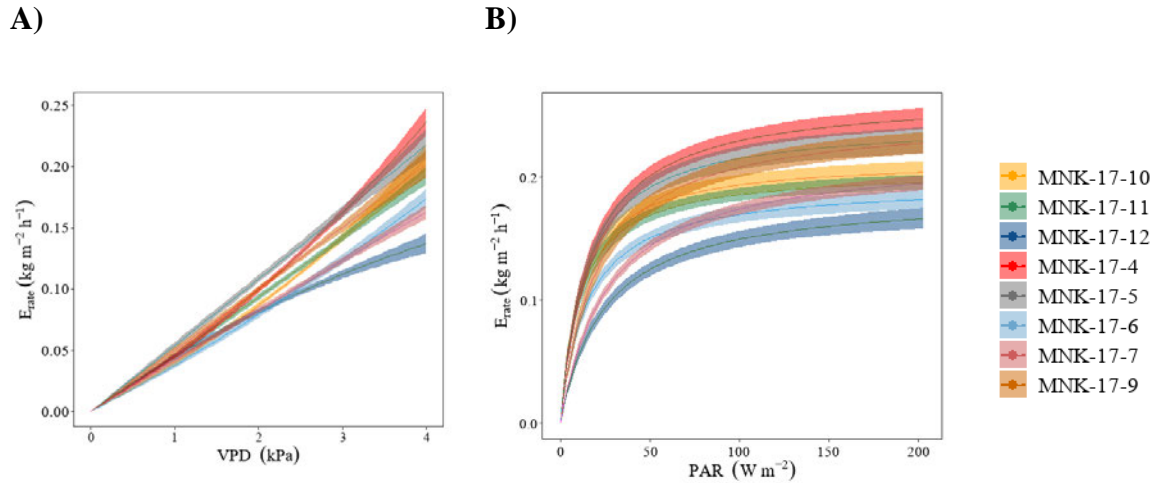 A)
B)
0.25
0.20
0.15
0.10
0.05
0.00
E_rate (kg m⁻² h⁻¹)
0 1 2 3 4
VPD (kPa)
0.2
0.1
0.0
E_rate (kg m⁻² h⁻¹)
0 50 100 150 200
PAR (W m⁻²)
MNK-17-10
MNK-17-11
MNK-17-12
MNK-17-4
MNK-17-5
MNK-17-6
MNK-17-7
MNK-17-9